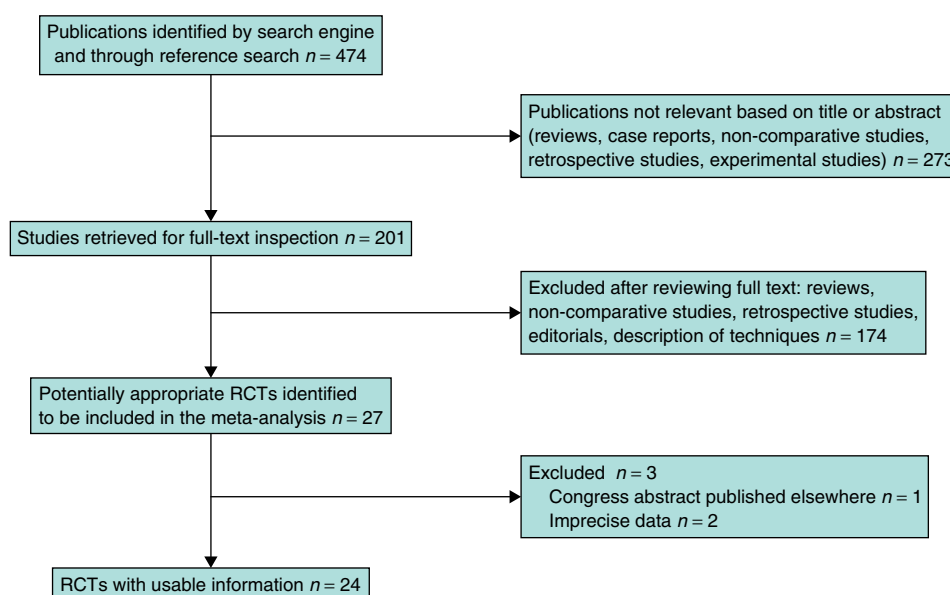 Publications identified by search engine
and through reference search n = 474
Publications not relevant based on title or abstract
(reviews, case reports, non-comparative studies,
retrospective studies, experimental studies) n = 273
Studies retrieved for full-text inspection n = 201
Excluded after reviewing full text: reviews,
non-comparative studies, retrospective studies,
editorials, description of techniques n = 174
Potentially appropriate RCTs identified
to be included in the meta-analysis n = 27
Excluded n = 3
Congress abstract published elsewhere n = 1
Imprecise data n = 2
RCTs with usable information n = 24